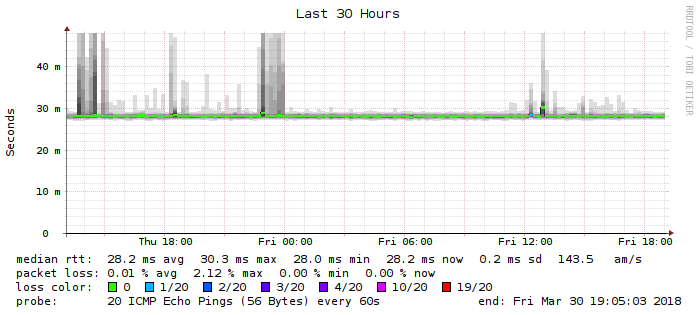 Last 30 Hours
RRDTOOL / TOBI OETIKER
Seconds
40 m
30 m
20 m
10 m
0
Thu 18:00 Fri 00:00 Fri 06:00 Fri 12:00 Fri 18:00
median rtt: 28.2 ms avg 30.3 ms max 28.0 ms min 28.2 ms now 0.2 ms sd 143.5 am/s
packet loss: 0.01 % avg 2.12 % max 0.00 % min 0.00 % now
loss color: 0 1/20 2/20 3/20 4/20 10/20 19/20
probe: 20 ICMP Echo Pings (56 Bytes) every 60s end: Fri Mar 30 19:05:03 2018